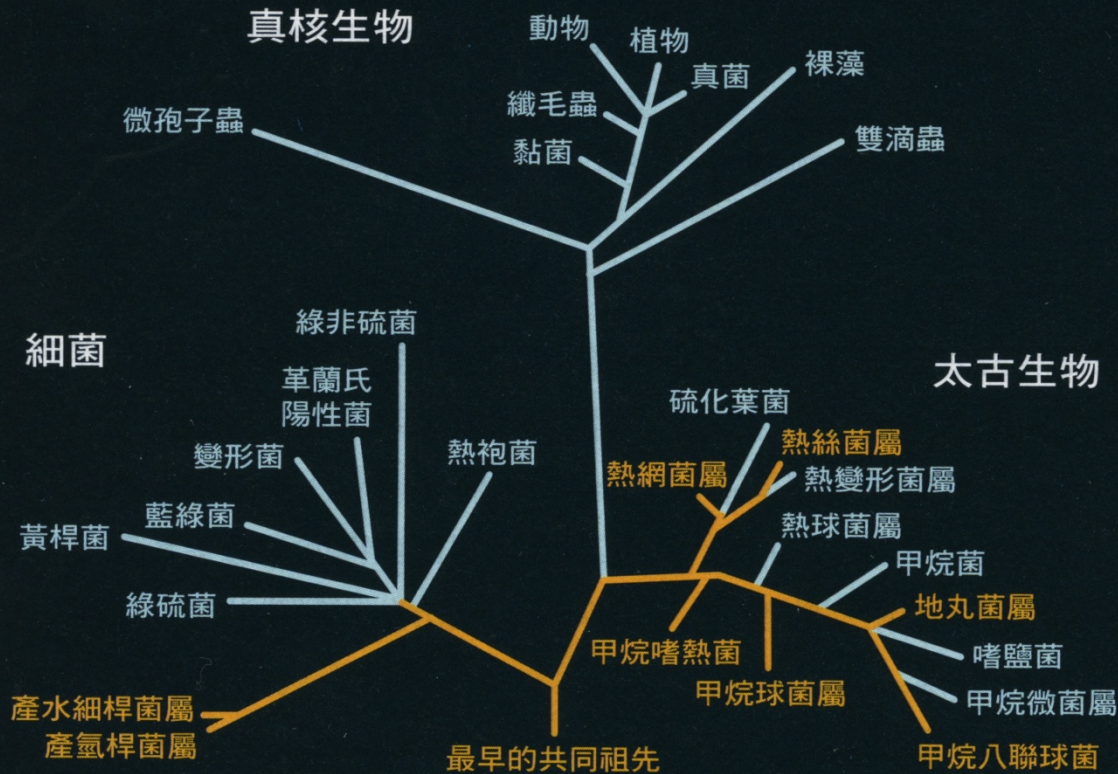 真核生物
動物
植物
真菌
裸藻
纖毛蟲
微孢子蟲
黏菌
雙滴蟲
細菌
綠非硫菌
革蘭氏
陽性菌
變形菌
熱袍菌
藍綠菌
黃桿菌
綠硫菌
產水細桿菌屬
產氫桿菌屬
最早的共同祖先
太古生物
硫化葉菌
熱絲菌屬
熱網菌屬
熱變形菌屬
熱球菌屬
甲烷菌
地丸菌屬
甲烷嗜熱菌
嗜鹽菌
甲烷球菌屬
甲烷微菌屬
甲烷八聯球菌